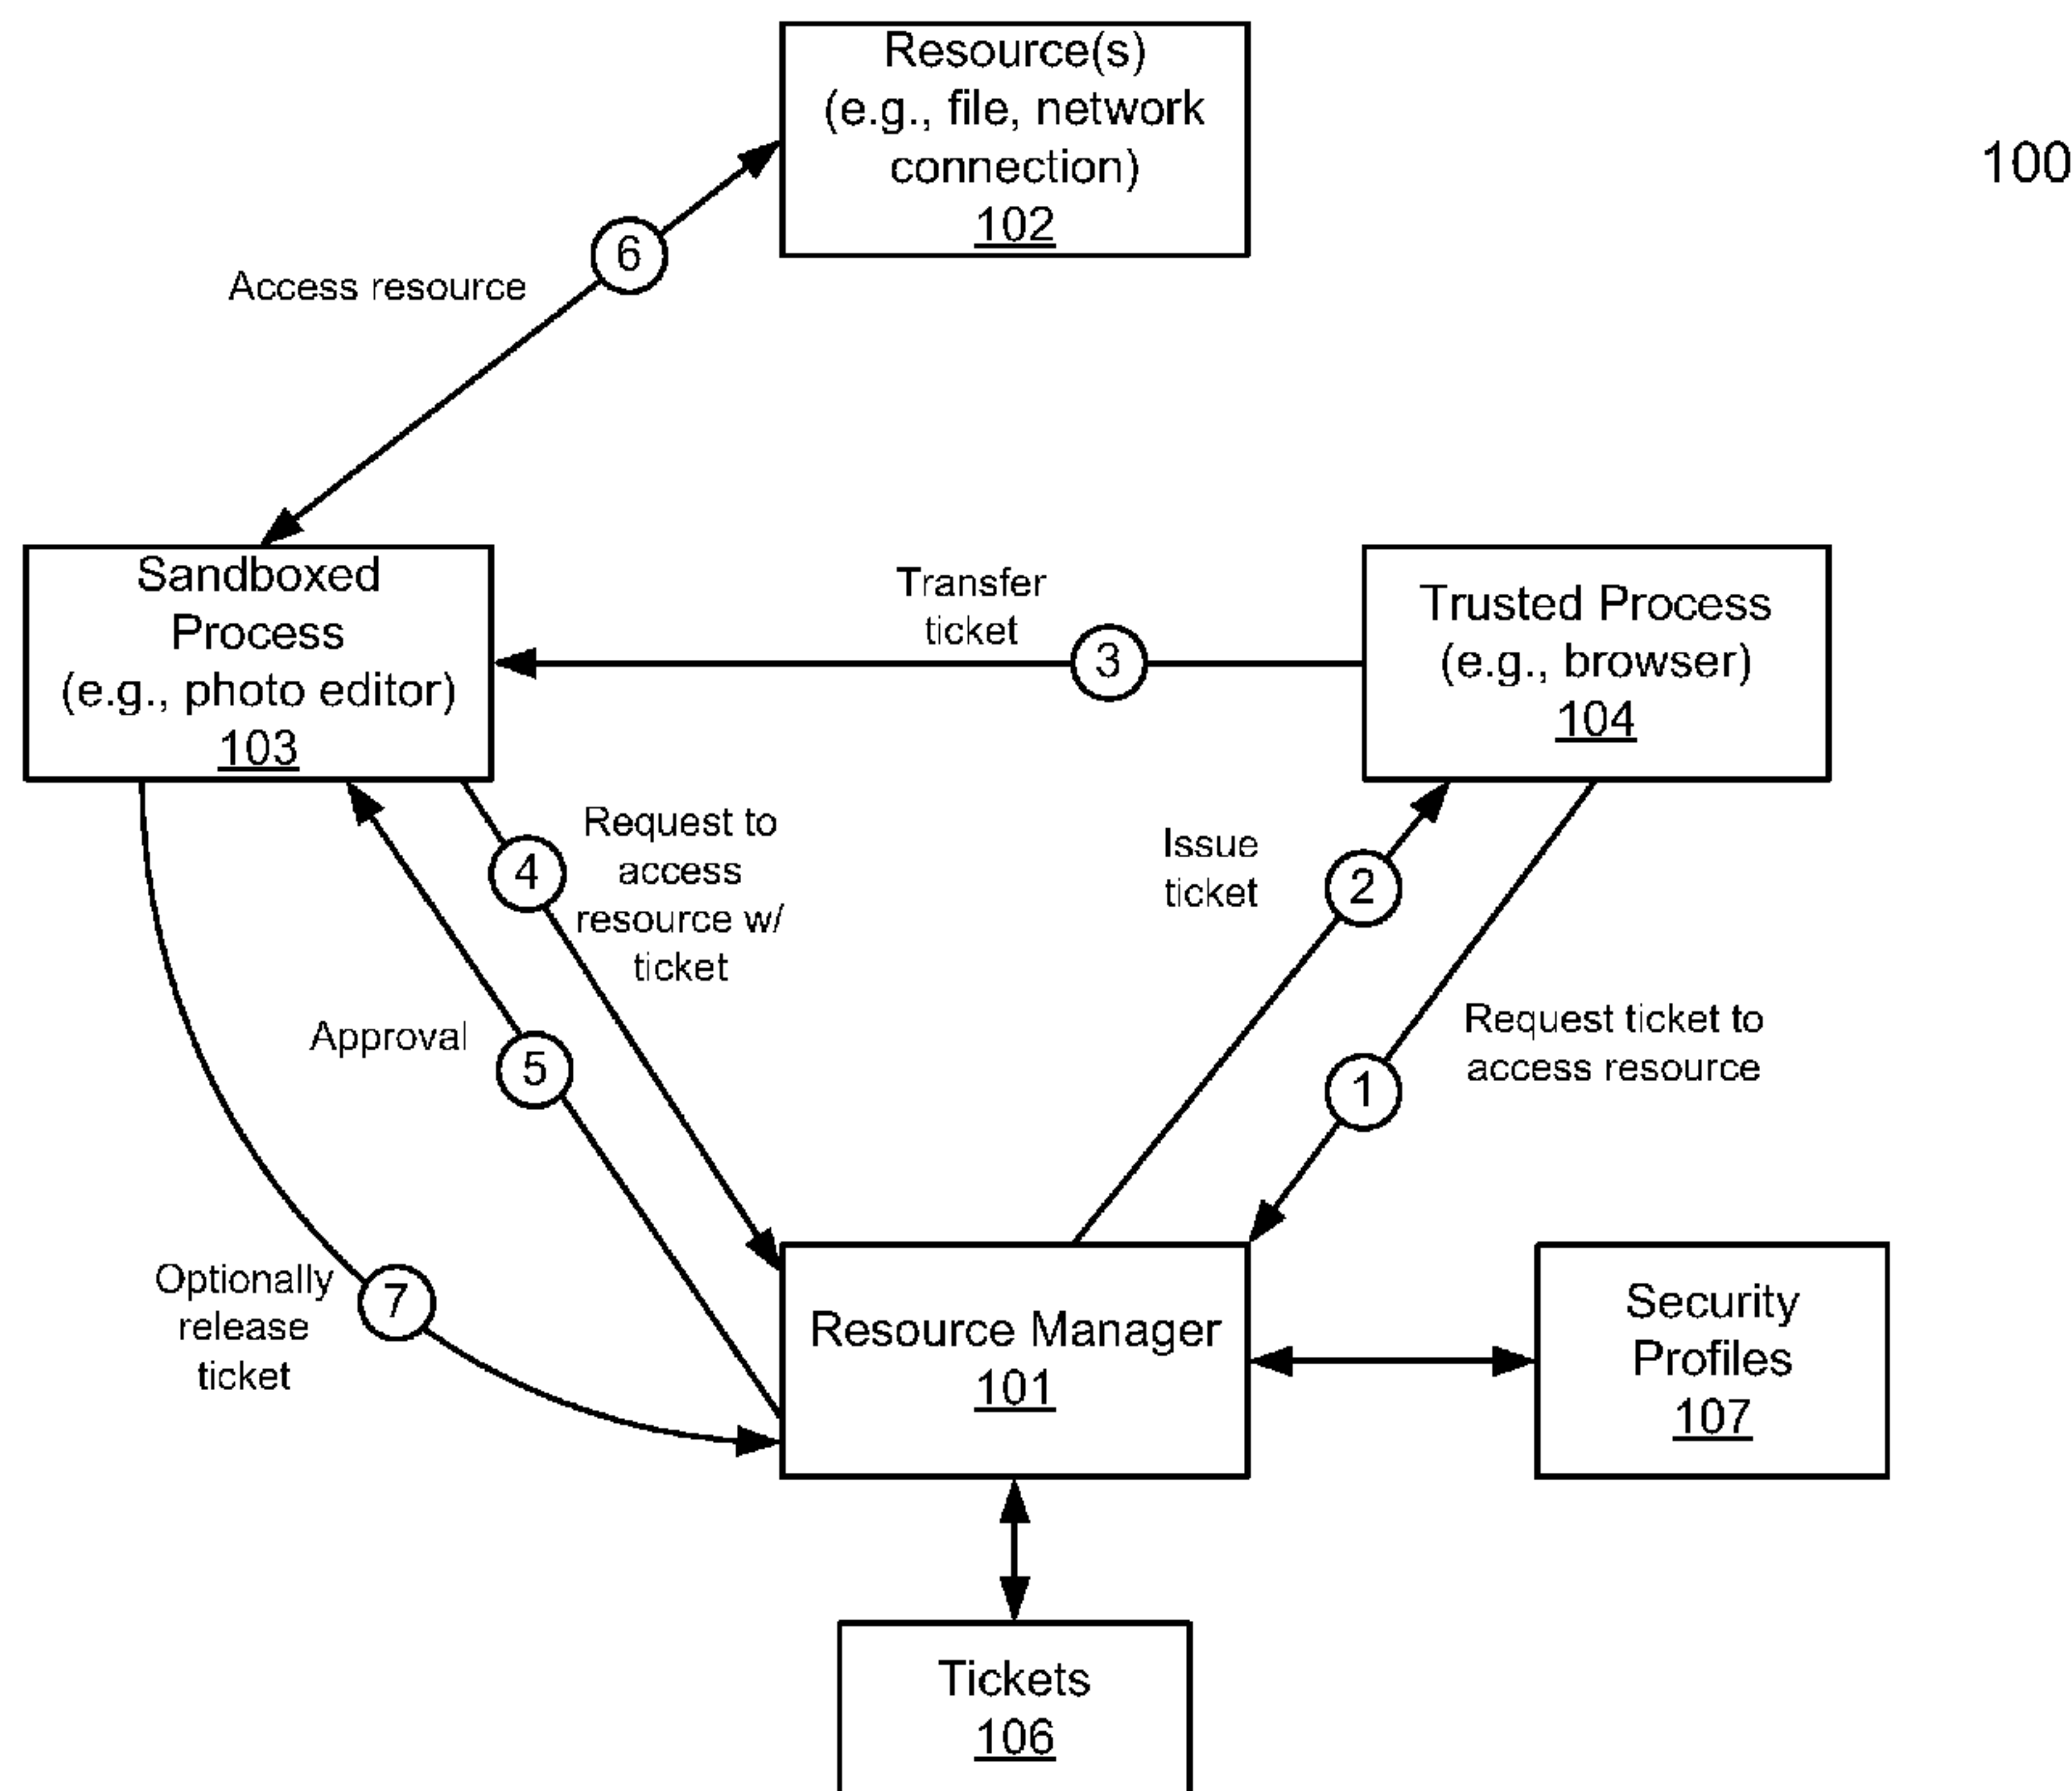 Resource(s)
(e.g., file, network
connection)
102
100
6
Access resource
Sandboxed
Process
(e.g., photo editor)
103
Transfer
ticket
3
Trusted Process
(e.g., browser)
104
Request to
access
resource w/
ticket
4
Issue
ticket
2
Approval
5
Request ticket to
access resource
1
Optionally
release
ticket
7
Resource Manager
101
Security
Profiles
107
Tickets
106